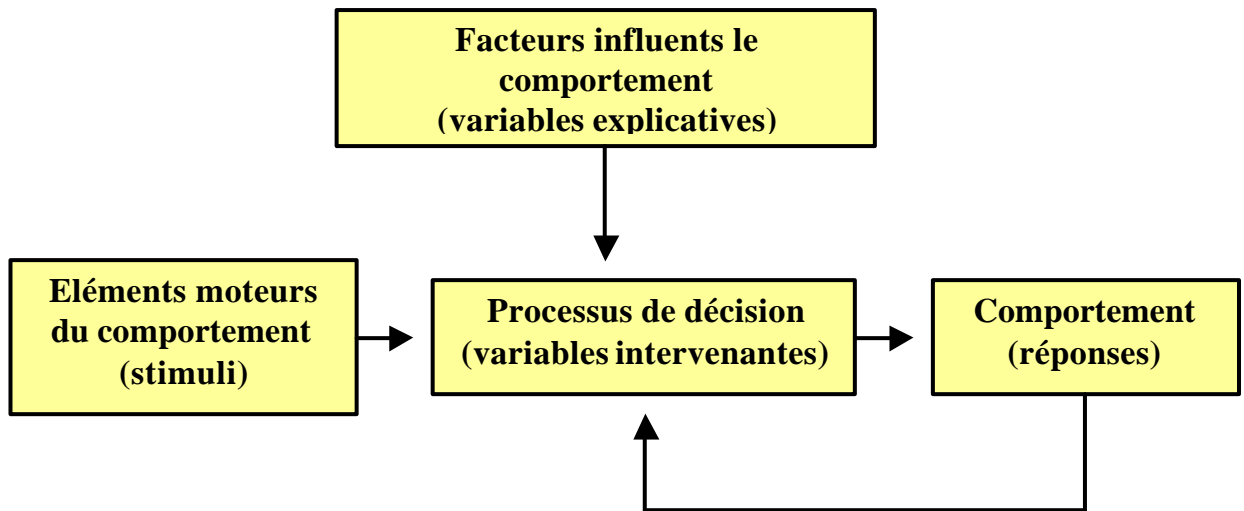 Facteurs influents le
comportement
(variables explicatives)
Eléments moteurs
du comportement
(stimuli)
Processus de décision
(variables intervenantes)
Comportement
(réponses)